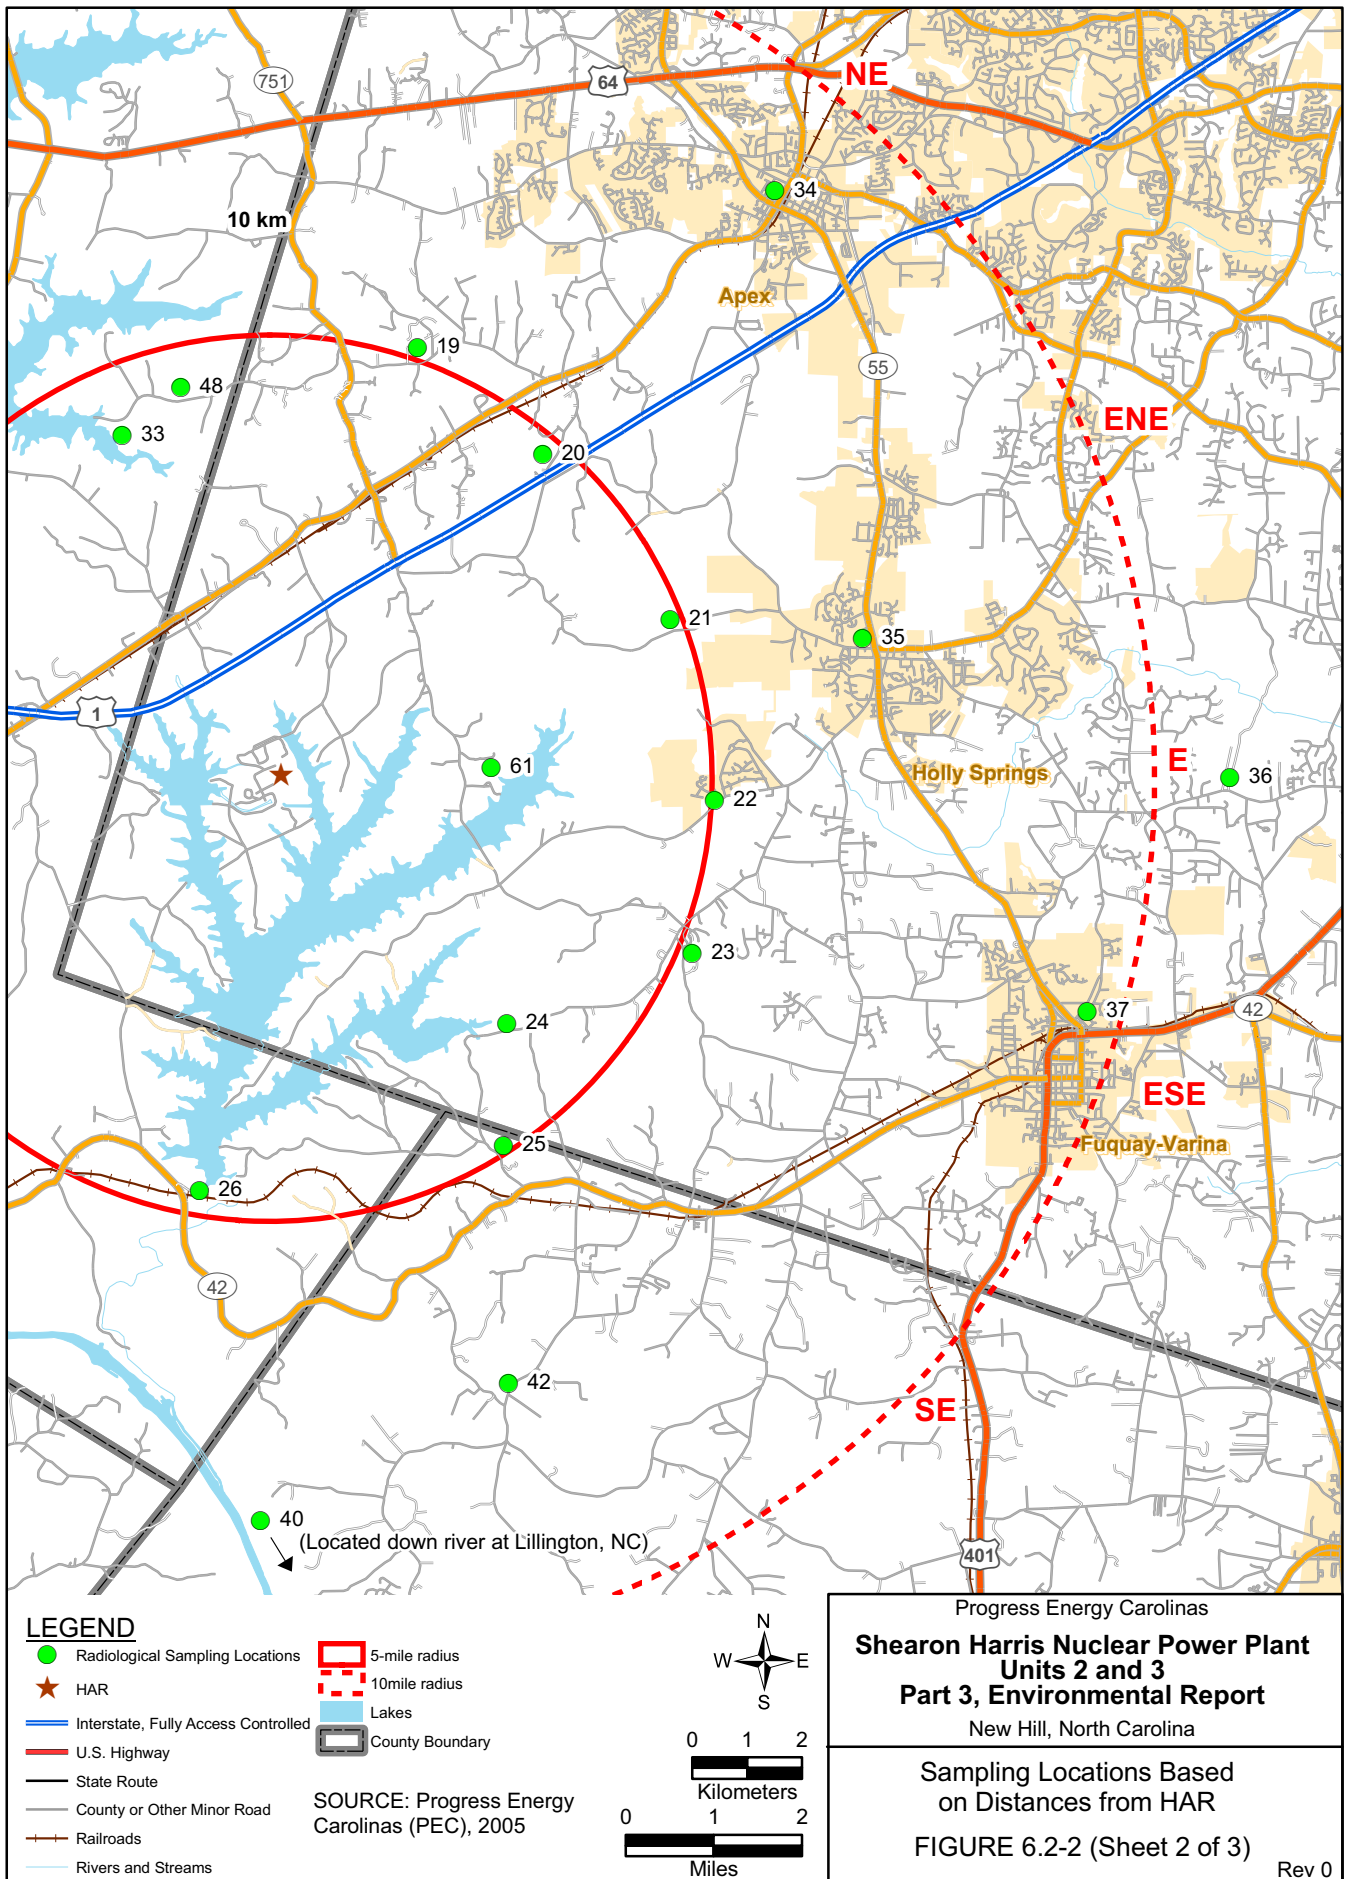 751
64
NE
10 km
34
Apex
19
55
48
33
ENE
20
21
35
1
61
E
36
Holly Springs
22
23
24
37
42
ESE
25
Fuquay-Varina
26
42
42
SE
40
(Located down river at Lillington, NC)
401
LEGEND
Radiological Sampling Locations
HAR
Interstate, Fully Access Controlled
U.S. Highway
State Route
County or Other Minor Road
Railroads
Rivers and Streams
5-mile radius
10mile radius
Lakes
County Boundary
SOURCE: Progress Energy
Carolinas (PEC), 2005
N
W E
S
0 1 2
Kilometers
0 1 2
Miles
Progress Energy Carolinas
Shearon Harris Nuclear Power Plant
Units 2 and 3
Part 3, Environmental Report
New Hill, North Carolina
Sampling Locations Based
on Distances from HAR
FIGURE 6.2-2 (Sheet 2 of 3)
Rev 0